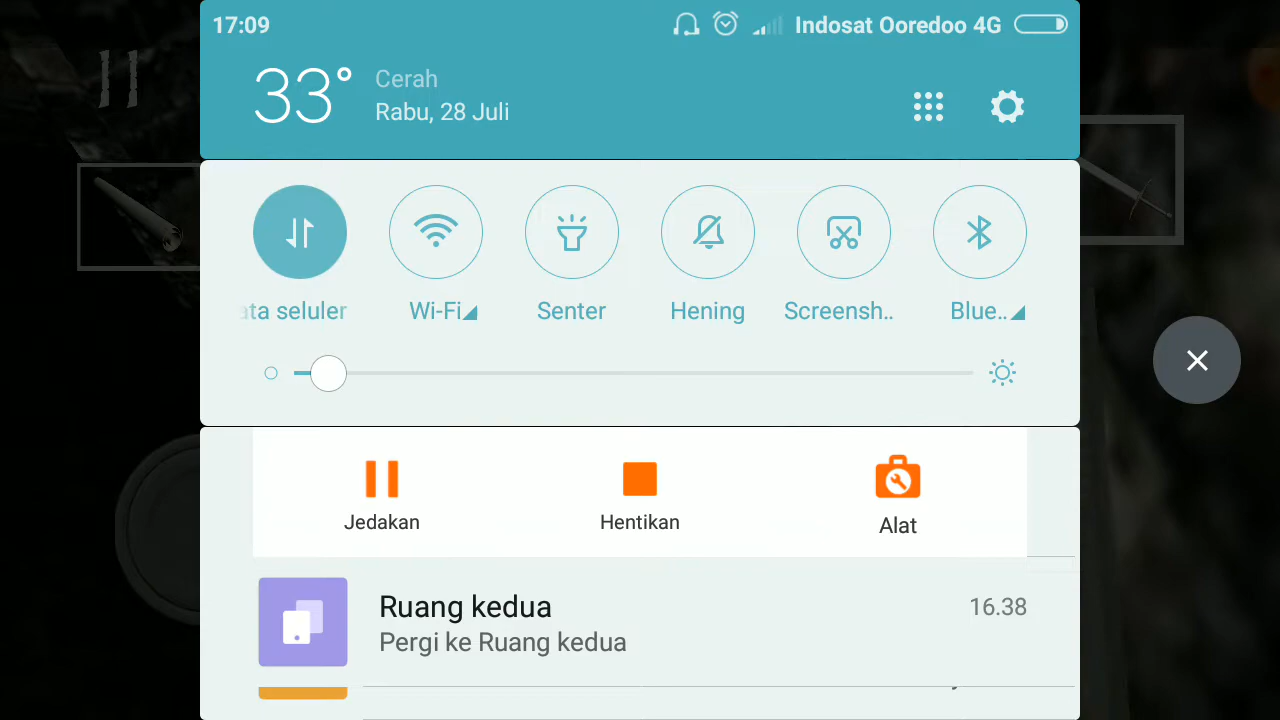 17:09
Indosat Ooredoo 4G
33°
Cerah
Rabu, 28 Juli
ata seluler
Wi-Fi
Senter
Hening
Screensh..
Blue..
Jedakan
Hentikan
Alat
Ruang kedua
16.38
Pergi ke Ruang kedua